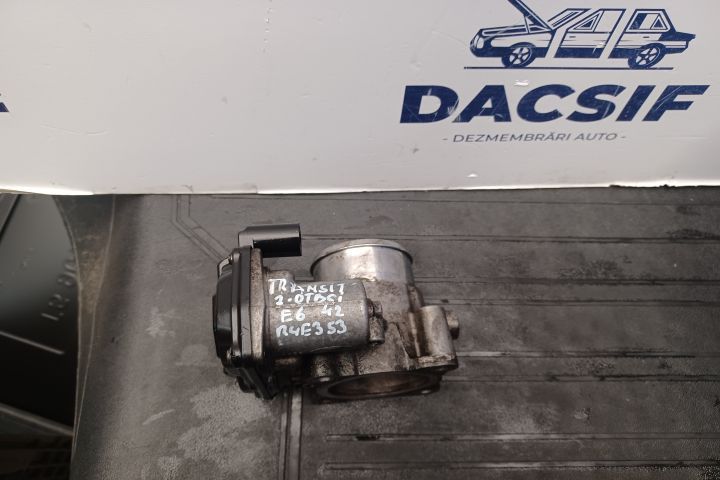 DACSIF
- DEZMEMBRĂRI AUTO -
TRANSIT
2.0TDCI
E6 42
R4E353